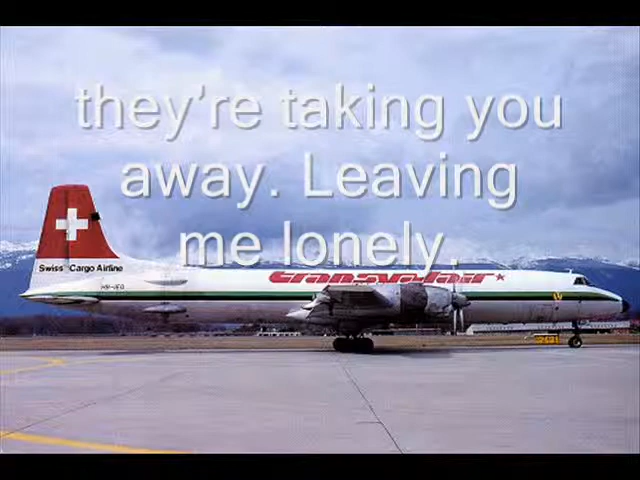 they're taking you
away. Leaving
me lonely
Swiss Cargo Airline
transvalair